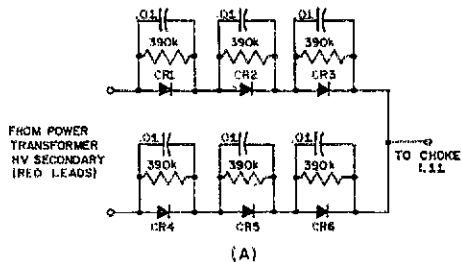 .01 .01 .01
390k 390k 390k
CR1 CR2 CR3
FROM POWER
TRANSFORMER
HV SECONDARY
(RED LEADS)
TO CHOKE
L11
.01 .01 .01
390k 390k 390k
CR4 CR5 CR6
(A)